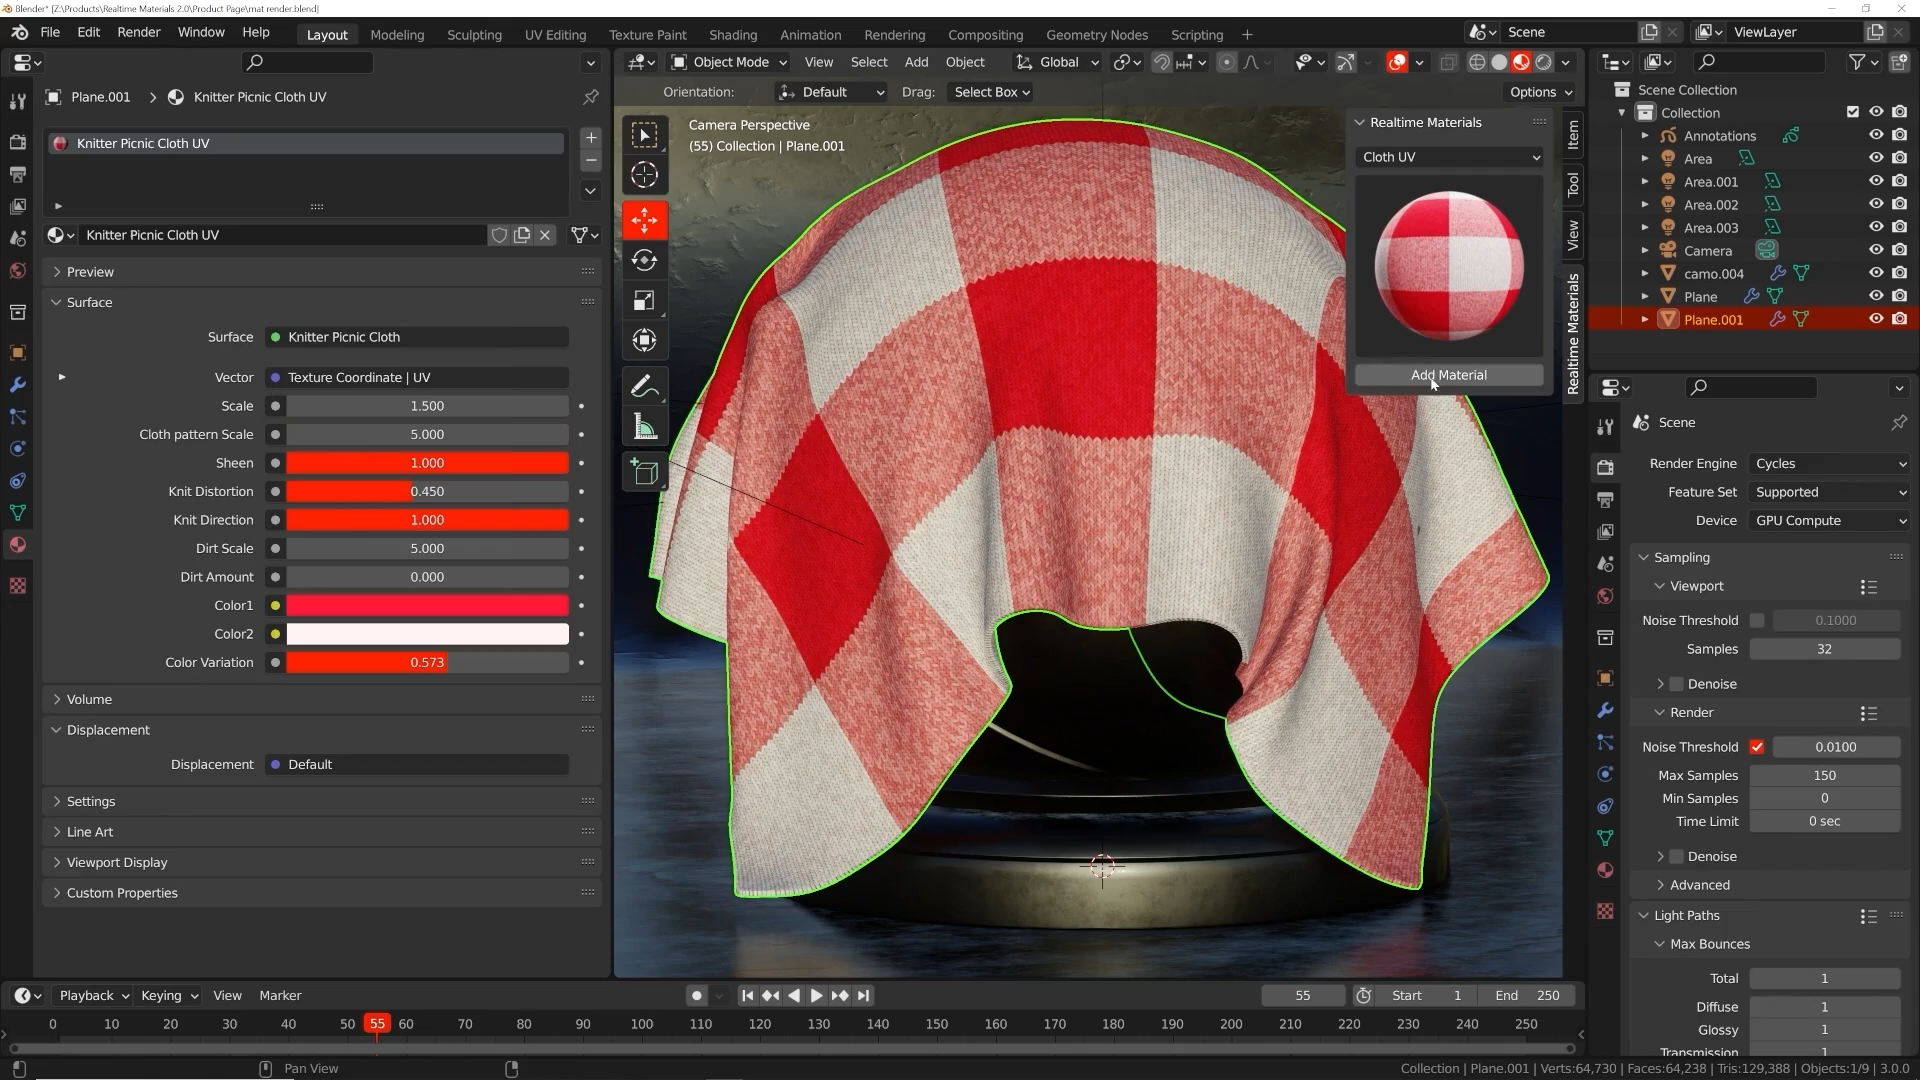 Blender* [Z:\Products\Realtime Materials 2.0\Product Page\mat render.blend]
File Edit Render Window Help Layout Modeling Sculpting UV Editing Texture Paint Shading Animation Rendering Compositing Geometry Nodes Scripting + Scene ViewLayer
Object Mode View Select Add Object Global
Orientation: Default Drag: Select Box Options
Plane.001 Knitter Picnic Cloth UV
Knitter Picnic Cloth UV
Knitter Picnic Cloth UV
Preview
Surface
Surface Knitter Picnic Cloth
Vector Texture Coordinate | UV
Scale 1.500
Cloth pattern Scale 5.000
Sheen 1.000
Knit Distortion 0.450
Knit Direction 1.000
Dirt Scale 5.000
Dirt Amount 0.000
Color1
Color2
Color Variation 0.573
Volume
Displacement
Displacement Default
Settings
Line Art
Viewport Display
Custom Properties
Camera Perspective
(55) Collection | Plane.001
Realtime Materials
Cloth UV
Add Material
Item
Tool
View
Realtime Materials
Scene Collection
Collection
Annotations
Area
Area.001
Area.002
Area.003
Camera
camo.004
Plane
Plane.001
Scene
Render Engine Cycles
Feature Set Supported
Device GPU Compute
Sampling
Viewport
Noise Threshold 0.1000
Samples 32
Denoise
Render
Noise Threshold 0.0100
Max Samples 150
Min Samples 0
Time Limit 0 sec
Denoise
Advanced
Light Paths
Max Bounces
Total 1
Diffuse 1
Glossy 1
Transmission 1
Playback Keying View Marker 55 Start 1 End 250
0 10 20 30 40 50 55 60 70 80 90 100 110 120 130 140 150 160 170 180 190 200 210 220 230 240 250
Pan View
Collection | Plane.001 | Verts:64,730 | Faces:64,238 | Tris:129,388 | Objects:1/9 | 3.0.0